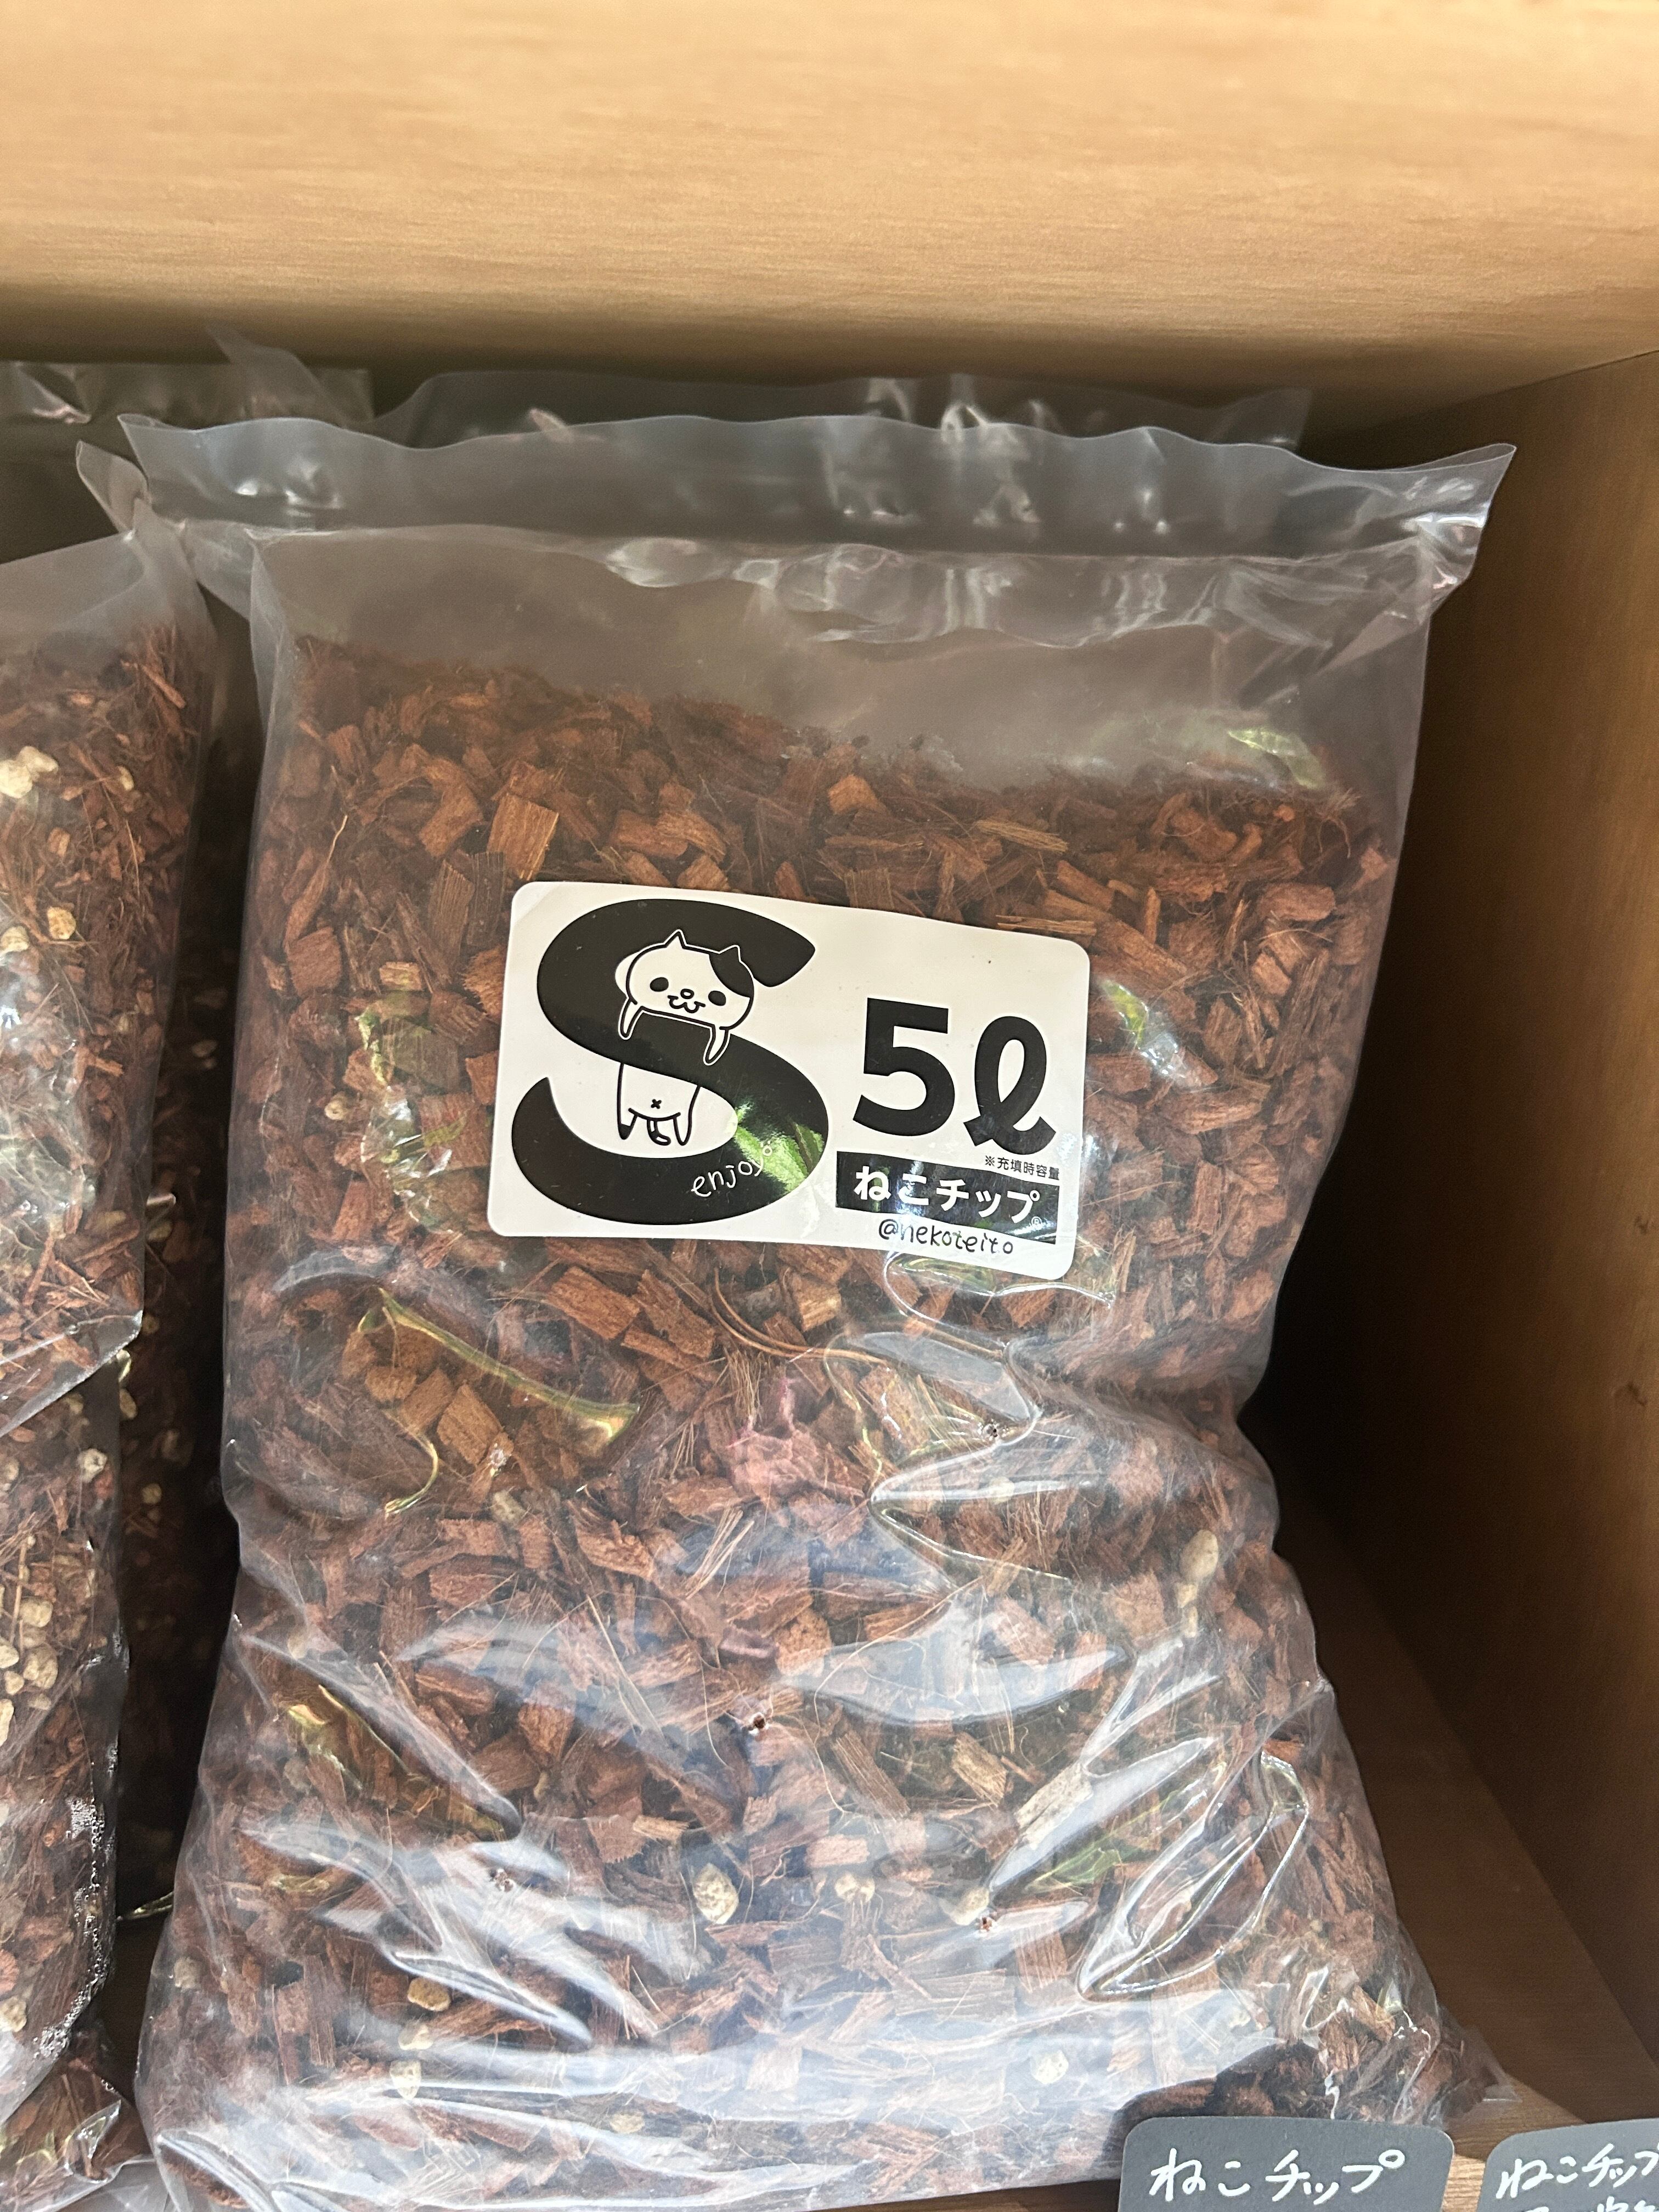 S
enjoy。
5ℓ
※充填時容量
ねこチップ®
@nekoteito
ねこチップ
ねこチップ